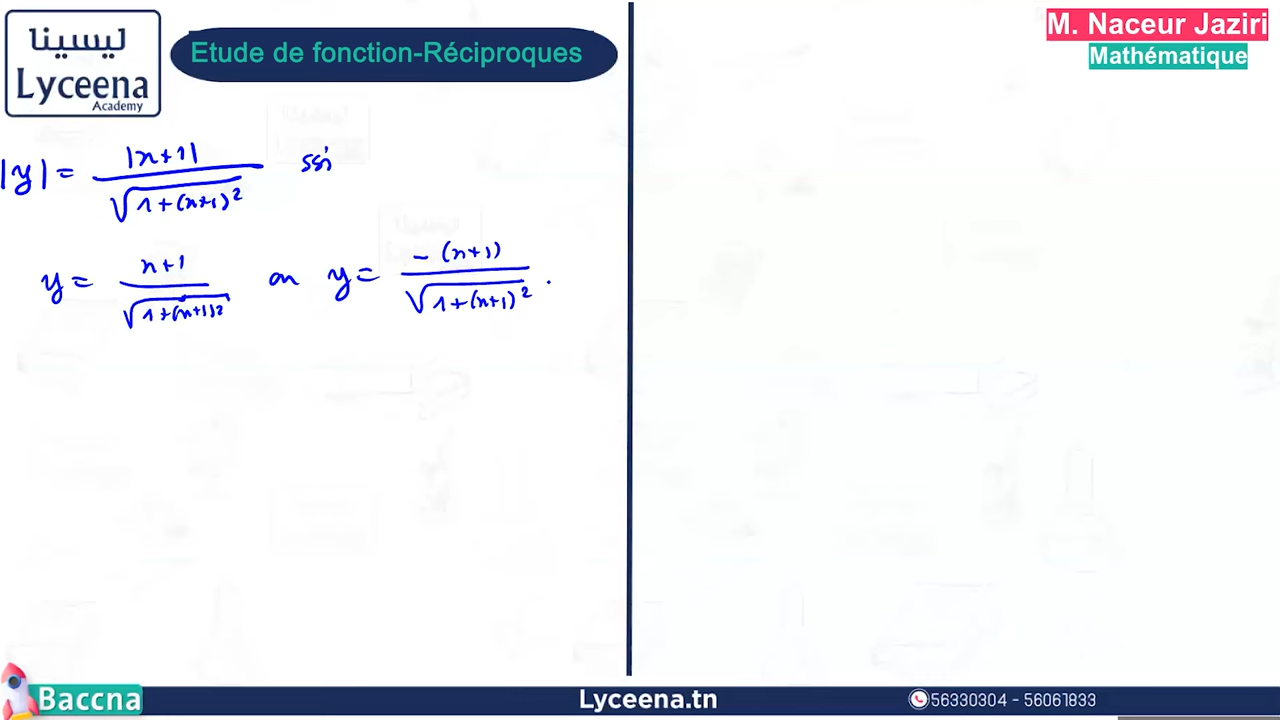 ليسينا
Lyceena
Academy
Etude de fonction-Réciproques
M. Naceur Jaziri
Mathématique
|y| = |x+1| / √(1+(x+1)²) ssi
y = x+1 / √(1+(x+1)²) ou y = -(x+1) / √(1+(x+1)²) .
Baccna
Lyceena.tn
56330304 - 56061833